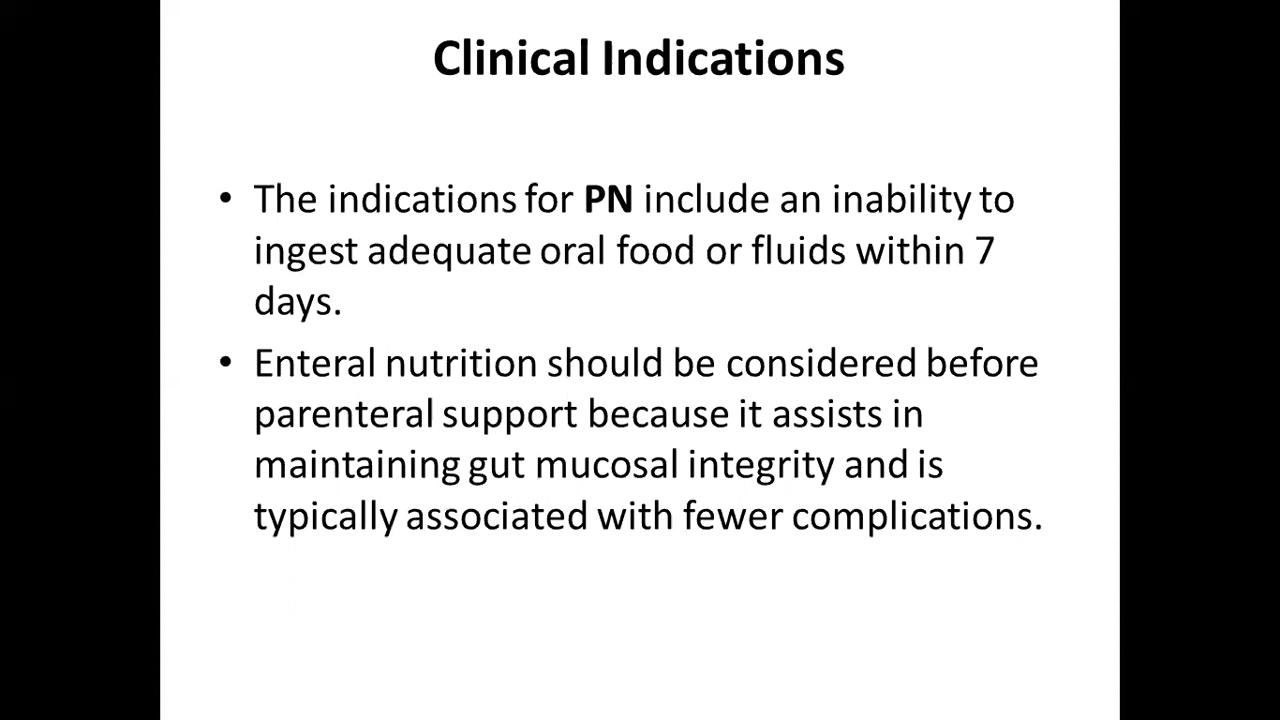 Clinical Indications
• The indications for PN include an inability to
ingest adequate oral food or fluids within 7
days.
• Enteral nutrition should be considered before
parenteral support because it assists in
maintaining gut mucosal integrity and is
typically associated with fewer complications.